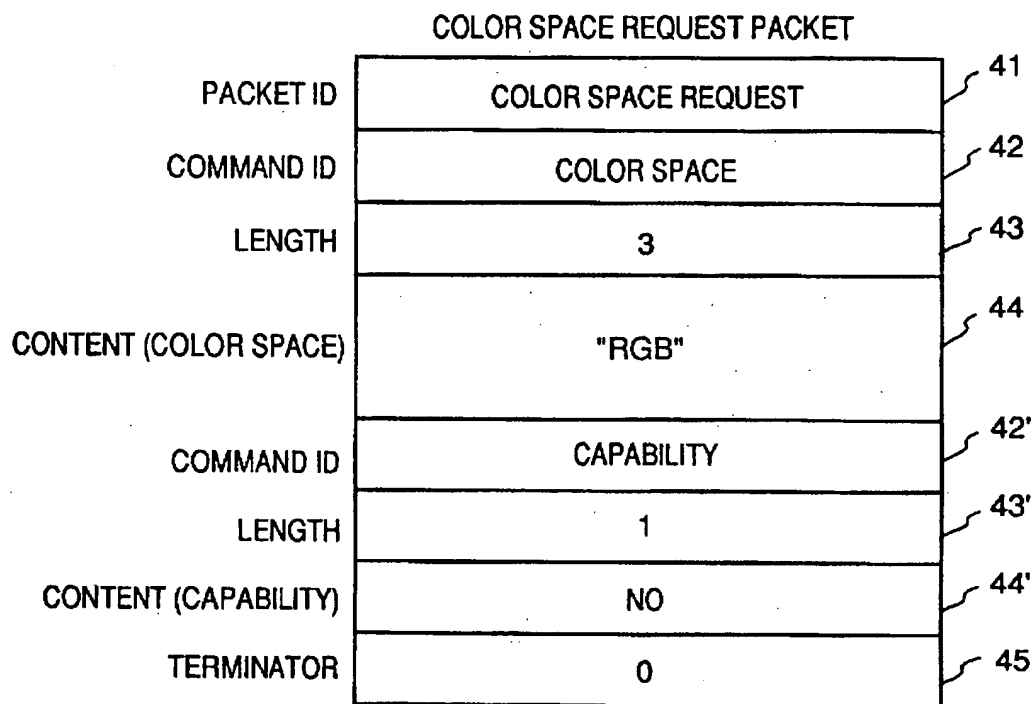 COLOR SPACE REQUEST PACKET
PACKET ID COLOR SPACE REQUEST 41
COMMAND ID COLOR SPACE 42
LENGTH 3 43
CONTENT (COLOR SPACE) "RGB" 44
COMMAND ID CAPABILITY 42'
LENGTH 1 43'
CONTENT (CAPABILITY) NO 44'
TERMINATOR 0 45